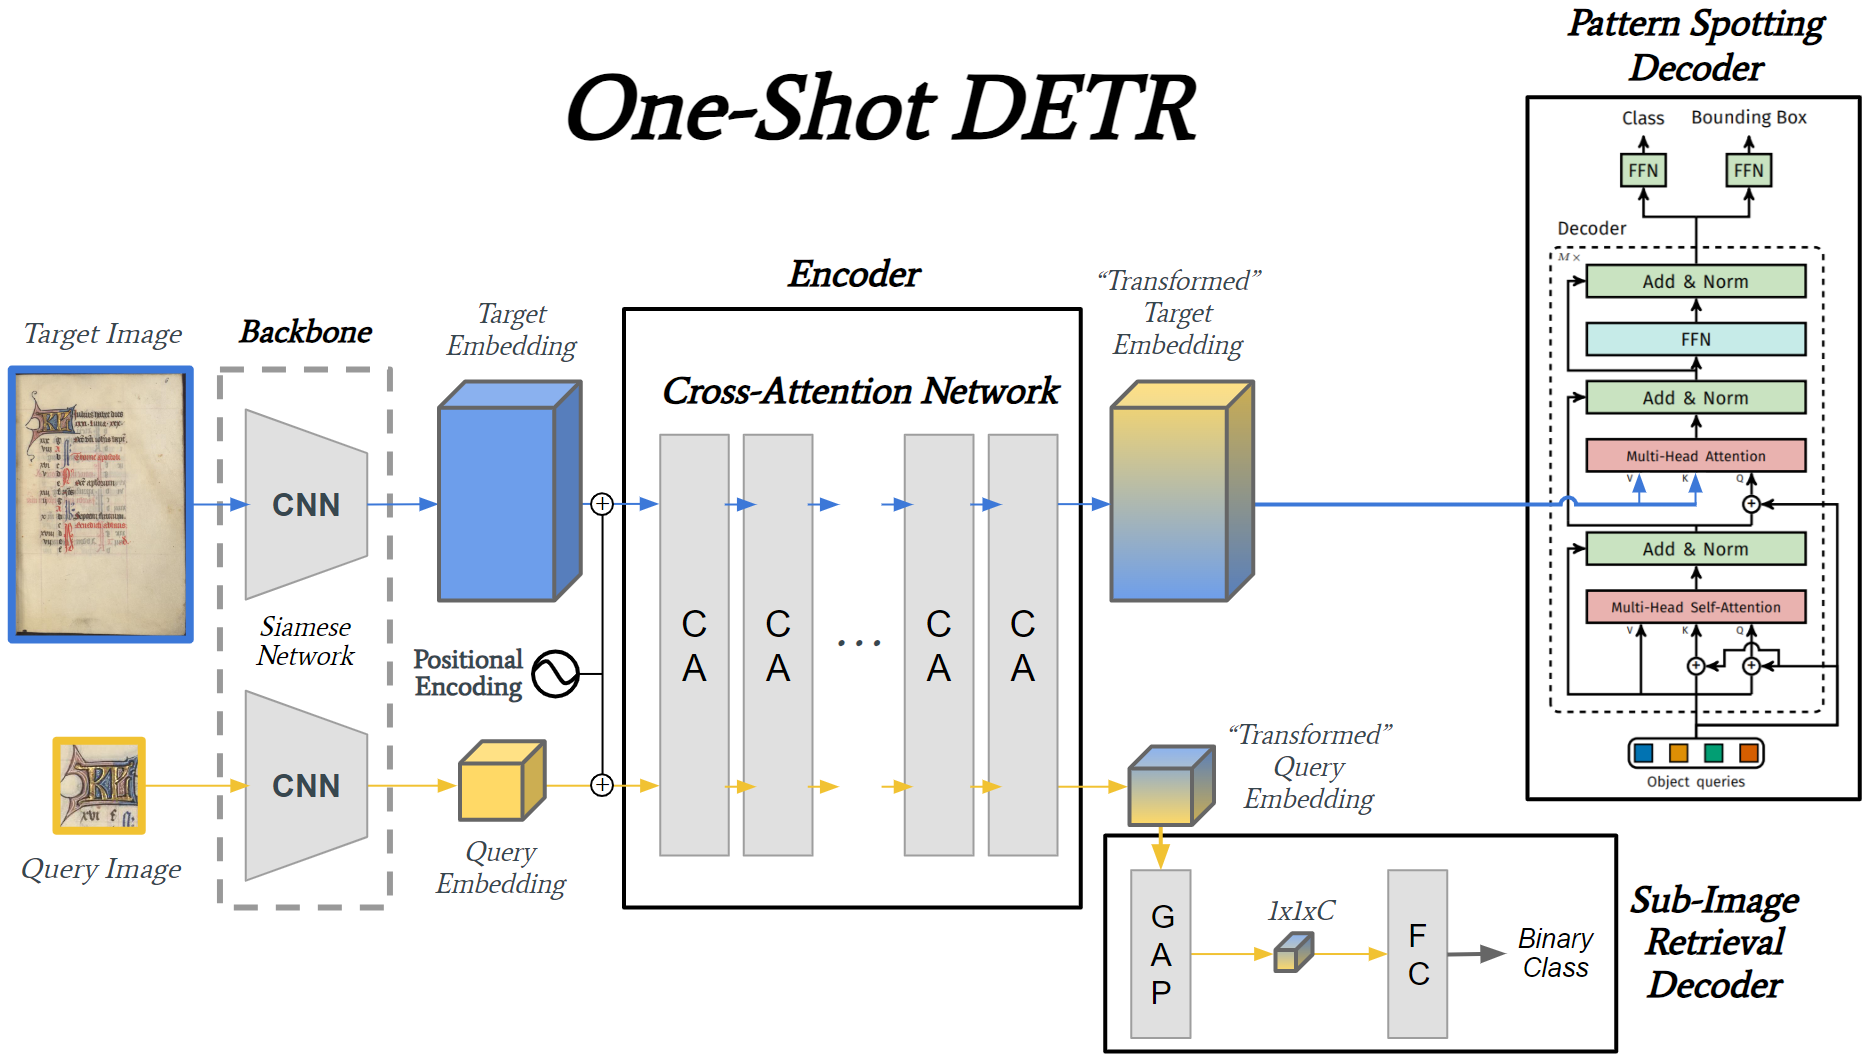 One-Shot DETR
Pattern Spotting
Decoder
Class
Bounding Box
FFN
FFN
Decoder
M ×
Add & Norm
FFN
Add & Norm
Multi-Head Attention
V
K
Q
Add & Norm
Multi-Head Self-Attention
V
K
Q
Object queries
Target Image
Backbone
CNN
Siamese
Network
CNN
Query Image
Target
Embedding
Positional
Encoding
Query
Embedding
Encoder
Cross-Attention Network
C
A
C
A
...
C
A
C
A
“Transformed”
Target
Embedding
“Transformed”
Query
Embedding
G
A
P
1x1xC
F
C
Binary
Class
Sub-Image
Retrieval
Decoder